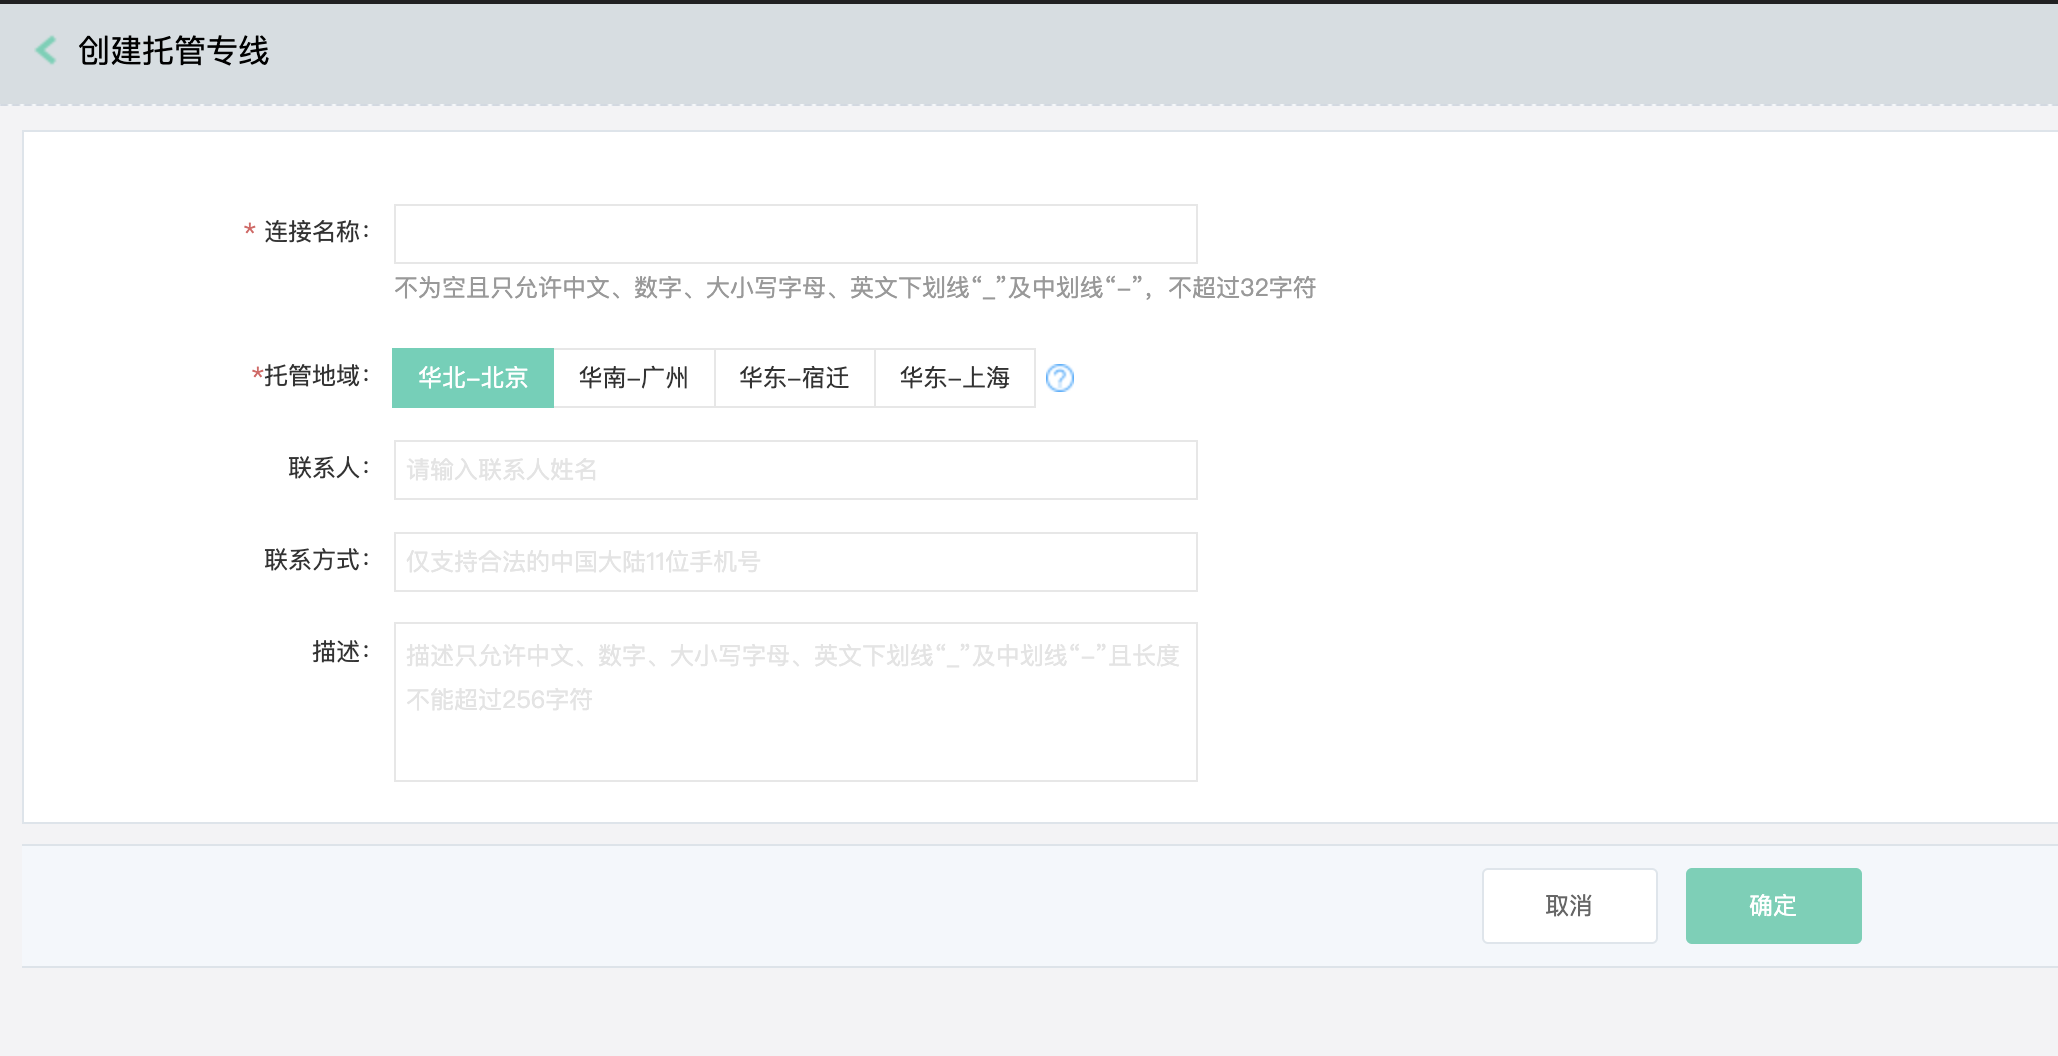 创建托管专线
* 连接名称：
不为空且只允许中文、数字、大小写字母、英文下划线“_”及中划线“-”，不超过32字符
*托管地域： 华北-北京 华南-广州 华东-宿迁 华东-上海 ?
联系人： 请输入联系人姓名
联系方式： 仅支持合法的中国大陆11位手机号
描述： 描述只允许中文、数字、大小写字母、英文下划线“_”及中划线“-”且长度
不能超过256字符
取消 确定